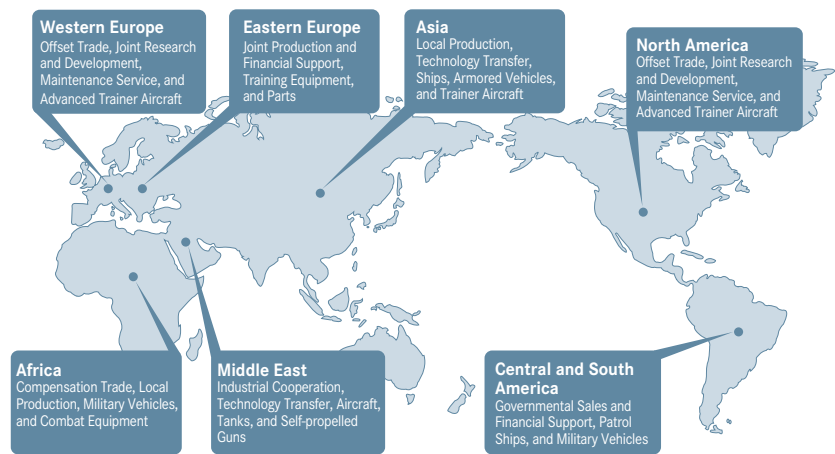 Western Europe
Offset Trade, Joint Research
and Development,
Maintenance Service, and
Advanced Trainer Aircraft
Eastern Europe
Joint Production and
Financial Support,
Training Equipment,
and Parts
Asia
Local Production,
Technology Transfer,
Ships, Armored Vehicles,
and Trainer Aircraft
North America
Offset Trade, Joint Research
and Development,
Maintenance Service, and
Advanced Trainer Aircraft
Africa
Compensation Trade, Local
Production, Military Vehicles,
and Combat Equipment
Middle East
Industrial Cooperation,
Technology Transfer, Aircraft,
Tanks, and Self-propelled
Guns
Central and South
America
Governmental Sales and
Financial Support, Patrol
Ships, and Military Vehicles